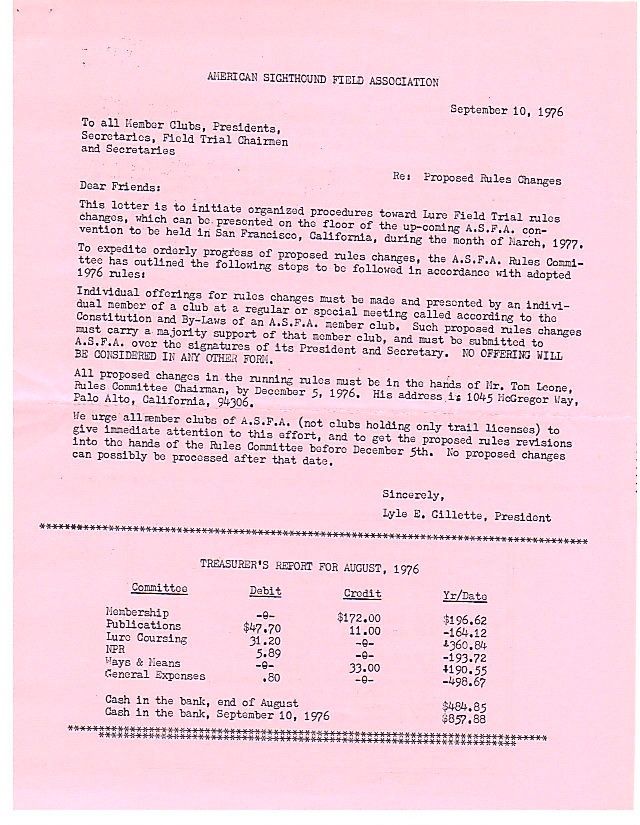 AMERICAN SIGHTHOUND FIELD ASSOCIATION
September 10, 1976
To all Member Clubs, Presidents,
Secretaries, Field Trial Chairmen
and Secretaries
Re: Proposed Rules Changes
Dear Friends:
This letter is to initiate organized procedures toward Lure Field Trial rules
changes, which can be presented on the floor of the up-coming A.S.F.A. con-
vention to be held in San Francisco, California, during the month of March, 1977.
To expedite orderly progress of proposed rules changes, the A.S.F.A. Rules Commi-
ttee has outlined the following steps to be followed in accordance with adopted
1976 rules:
Individual offerings for rules changes must be made and presented by an indivi-
dual member of a club at a regular or special meeting called according to the
Constitution and By-Laws of an A.S.F.A. member club. Such proposed rules changes
must carry a majority support of that member club, and must be submitted to
A.S.F.A. over the signatures of its President and Secretary. NO OFFERING WILL
BE CONSIDERED IN ANY OTHER FORM.
All proposed changes in the running rules must be in the hands of Mr. Tom Leone,
Rules Committee Chairman, by December 5, 1976. His address is 1045 McGregor Way,
Palo Alto, California, 94306.
We urge all member clubs of A.S.F.A. (not clubs holding only trail licenses) to
give immediate attention to this effort, and to get the proposed rules revisions
into the hands of the Rules Committee before December 5th. No proposed changes
can possibly be processed after that date.
Sincerely,
Lyle E. Gillette, President
TREASURER'S REPORT FOR AUGUST, 1976
Committee Debit Credit Yr/Date
Membership -0- $172.00 $196.62
Publications $47.70 11.00 -164.12
Lure Coursing 31.20 -0- +360.84
NPR 5.89 -0- -193.72
Ways & Means -0- 33.00 +190.55
General Expenses .80 -0- -498.67
Cash in the bank, end of August $484.85
Cash in the bank, September 10, 1976 $857.88